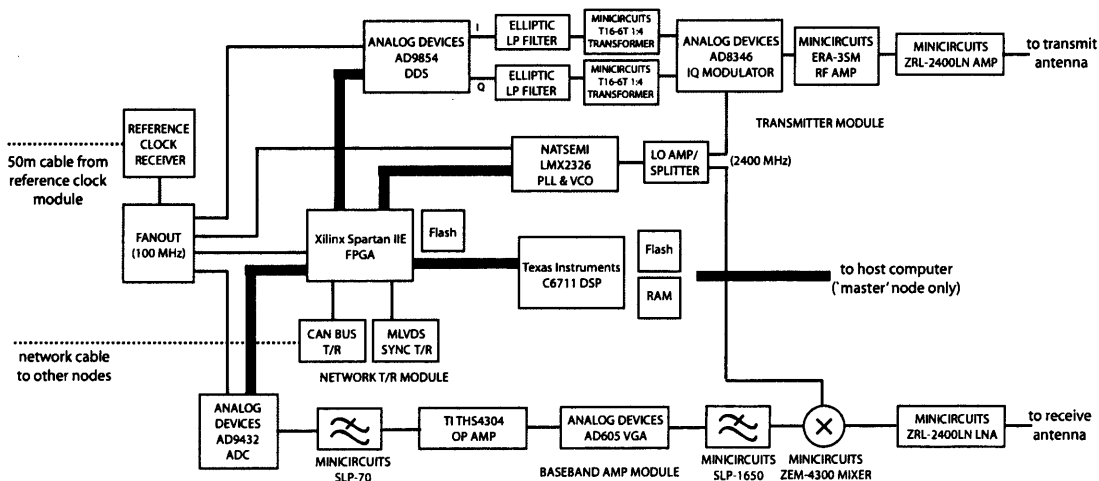 ANALOG DEVICES
AD9854
DDS
I
Q
ELLIPTIC
LP FILTER
ELLIPTIC
LP FILTER
MINICIRCUITS
T16-6T 1:4
TRANSFORMER
MINICIRCUITS
T16-6T 1:4
TRANSFORMER
ANALOG DEVICES
AD8346
IQ MODULATOR
MINICIRCUITS
ERA-3SM
RF AMP
MINICIRCUITS
ZRL-2400LN AMP
to transmit
antenna
TRANSMITTER MODULE
REFERENCE
CLOCK
RECEIVER
50m cable from
reference clock
module
NATSEMI
LMX2326
PLL & VCO
LO AMP/
SPLITTER
(2400 MHz)
FANOUT
(100 MHz)
Xilinx Spartan IIE
FPGA
Flash
Texas Instruments
C6711 DSP
Flash
RAM
to host computer
('master' node only)
CAN BUS
T/R
MLVDS
SYNC T/R
network cable
to other nodes
NETWORK T/R MODULE
ANALOG
DEVICES
AD9432
ADC
MINICIRCUITS
SLP-70
TI THS4304
OP AMP
ANALOG DEVICES
AD605 VGA
BASEBAND AMP MODULE
MINICIRCUITS
SLP-1650
MINICIRCUITS
ZEM-4300 MIXER
MINICIRCUITS
ZRL-2400LN LNA
to receive
antenna